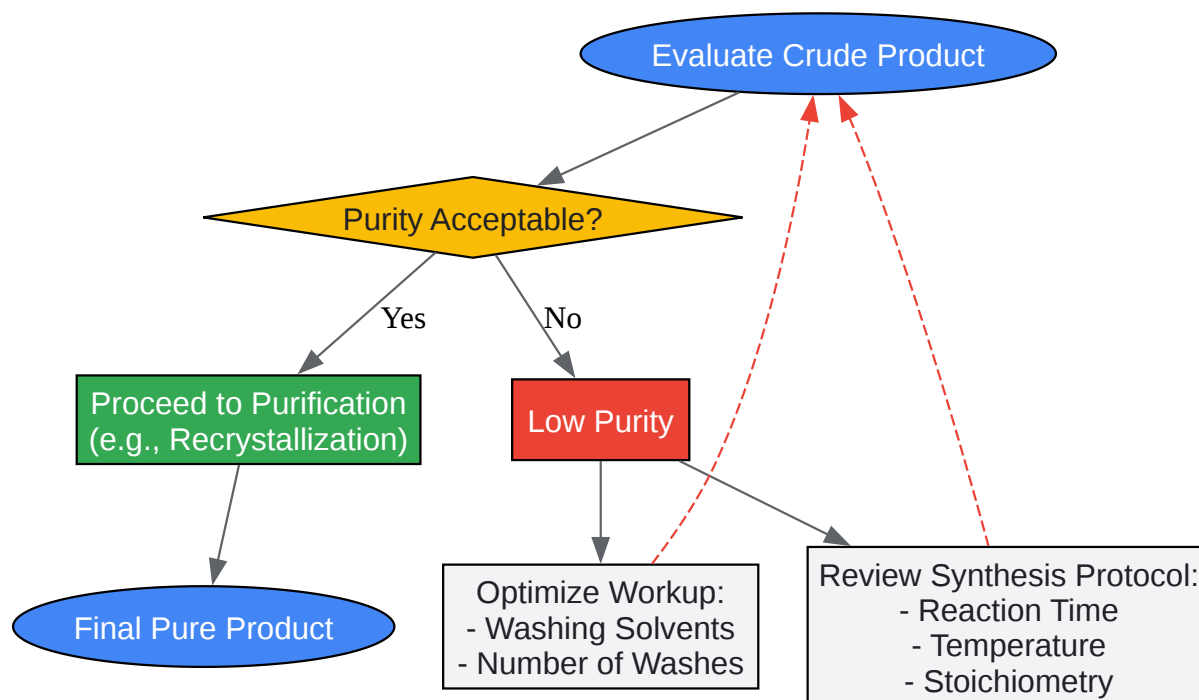 Evaluate Crude Product
Purity Acceptable?
Yes
No
Proceed to Purification
(e.g., Recrystallization)
Low Purity
Final Pure Product
Optimize Workup:
- Washing Solvents
- Number of Washes
Review Synthesis Protocol:
- Reaction Time
- Temperature
- Stoichiometry